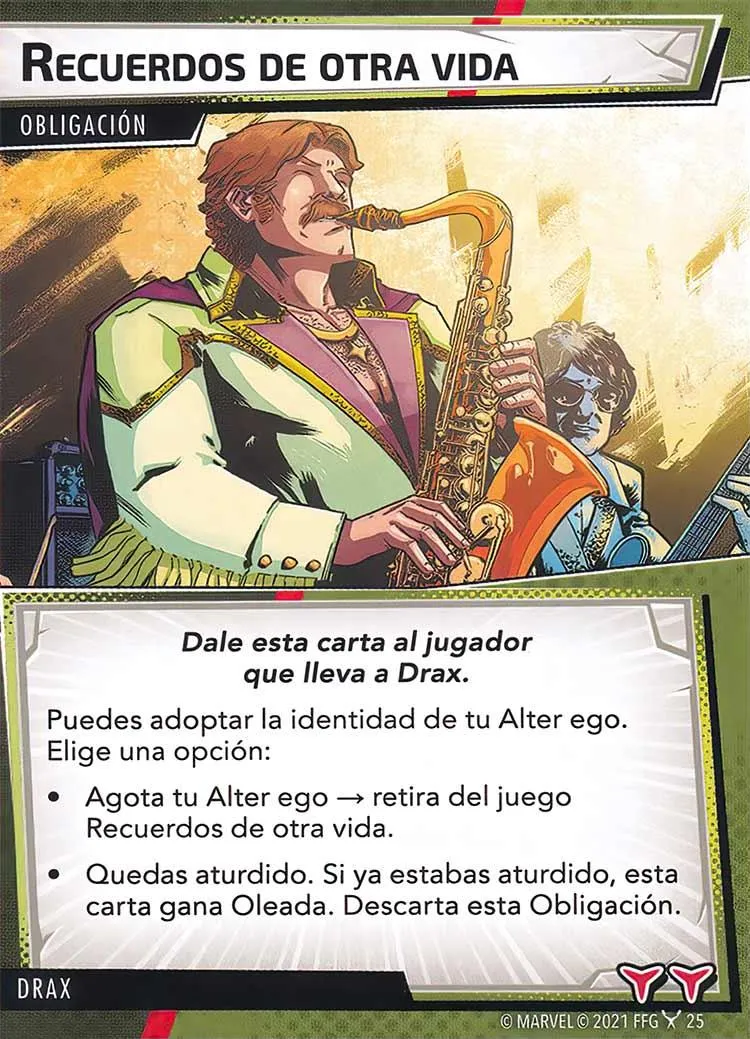 RECUERDOS DE OTRA VIDA
OBLIGACIÓN
Dale esta carta al jugador
que lleva a Drax.
Puedes adoptar la identidad de tu Alter ego.
Elige una opción:
• Agota tu Alter ego → retira del juego
Recuerdos de otra vida.
• Quedas aturdido. Si ya estabas aturdido, esta
carta gana Oleada. Descarta esta Obligación.
DRAX
© MARVEL © 2021 FFG 25